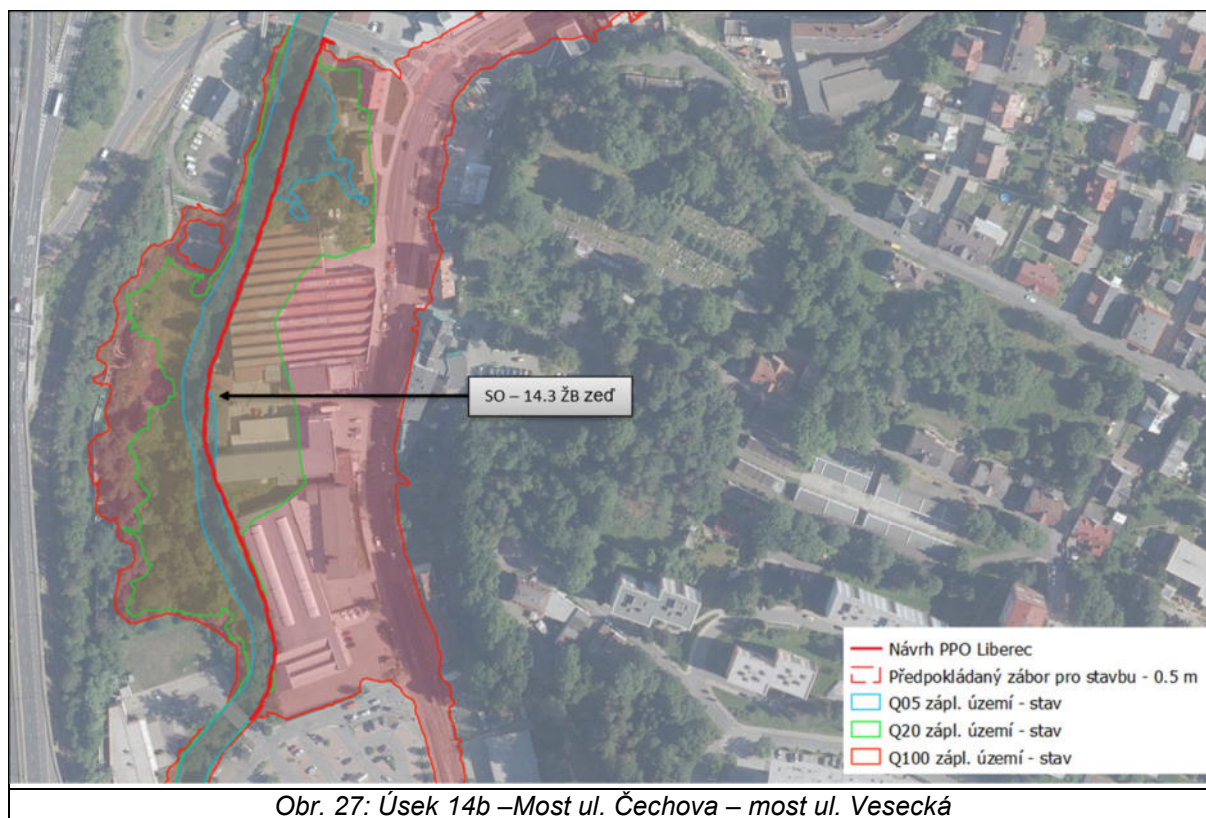 SO – 14.3 ŽB zeď
Návrh PPO Liberec
Předpokládaný zábor pro stavbu - 0.5 m
Q05 zápl. území - stav
Q20 zápl. území - stav
Q100 zápl. území - stav
Obr. 27: Úsek 14b –Most ul. Čechova – most ul. Vesecká